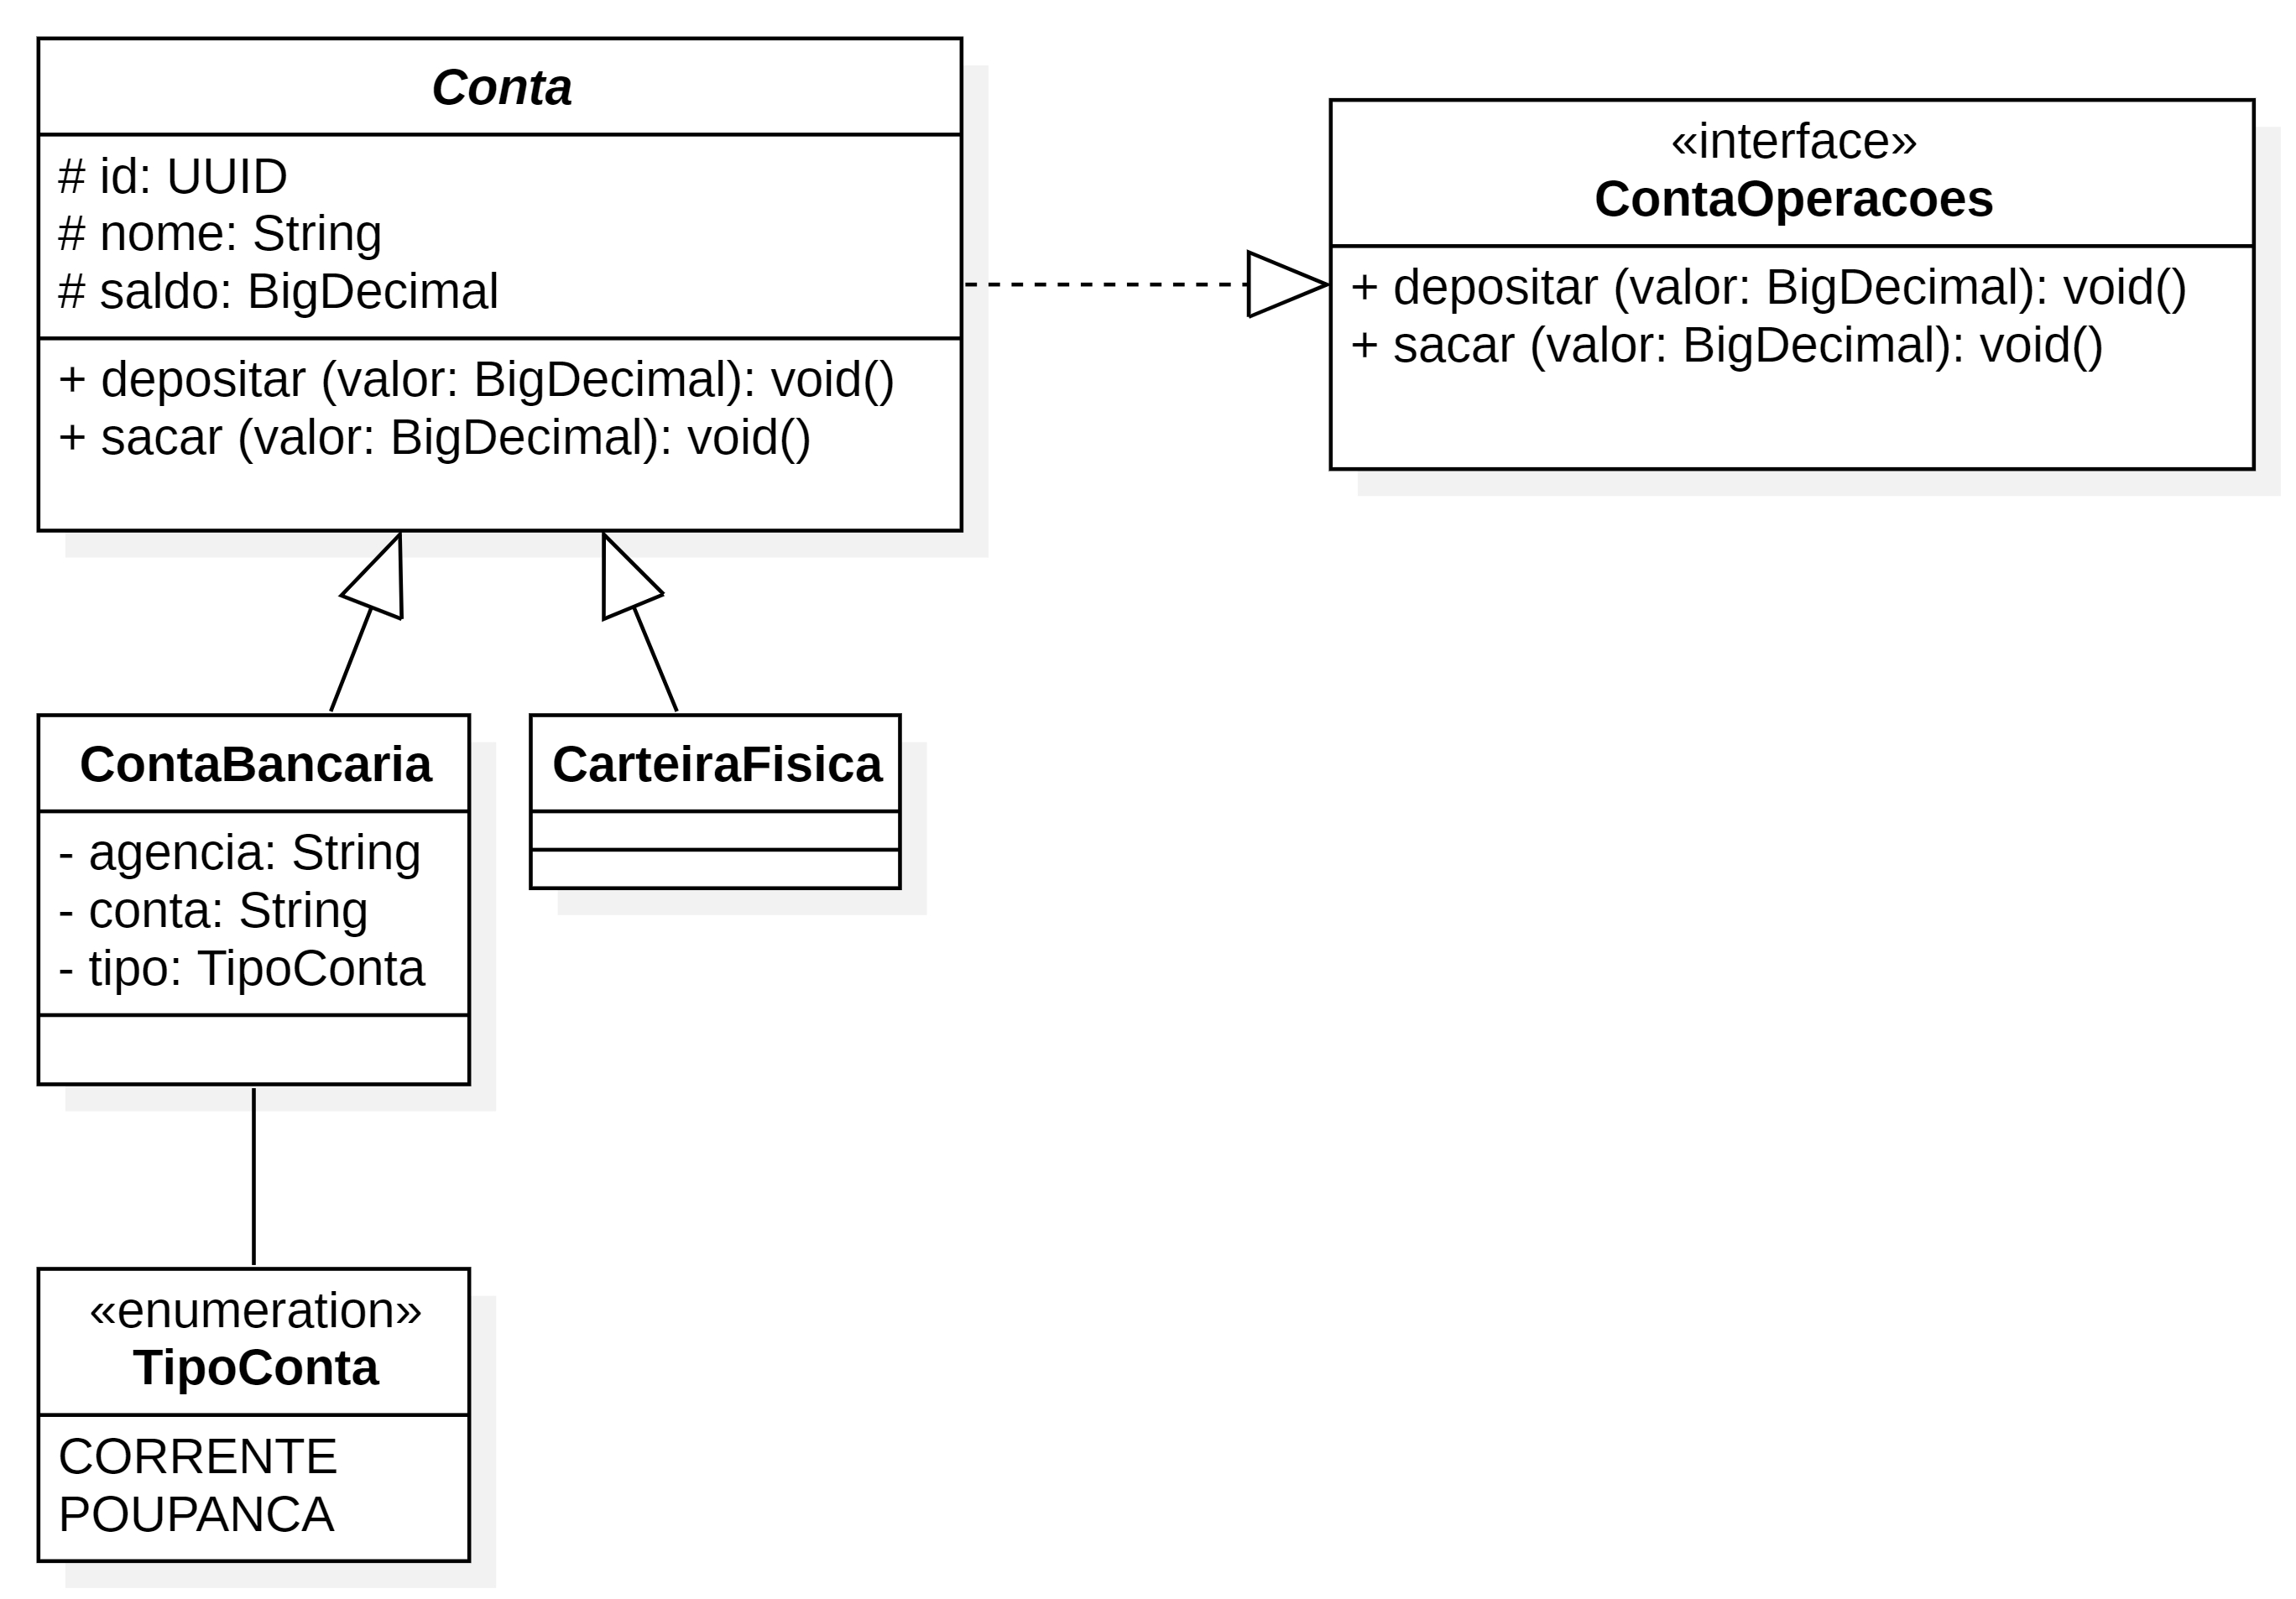 Conta
# id: UUID
# nome: String
# saldo: BigDecimal
+ depositar (valor: BigDecimal): void()
+ sacar (valor: BigDecimal): void()
«interface»
ContaOperacoes
+ depositar (valor: BigDecimal): void()
+ sacar (valor: BigDecimal): void()
ContaBancaria
- agencia: String
- conta: String
- tipo: TipoConta
CarteiraFisica
«enumeration»
TipoConta
CORRENTE
POUPANCA